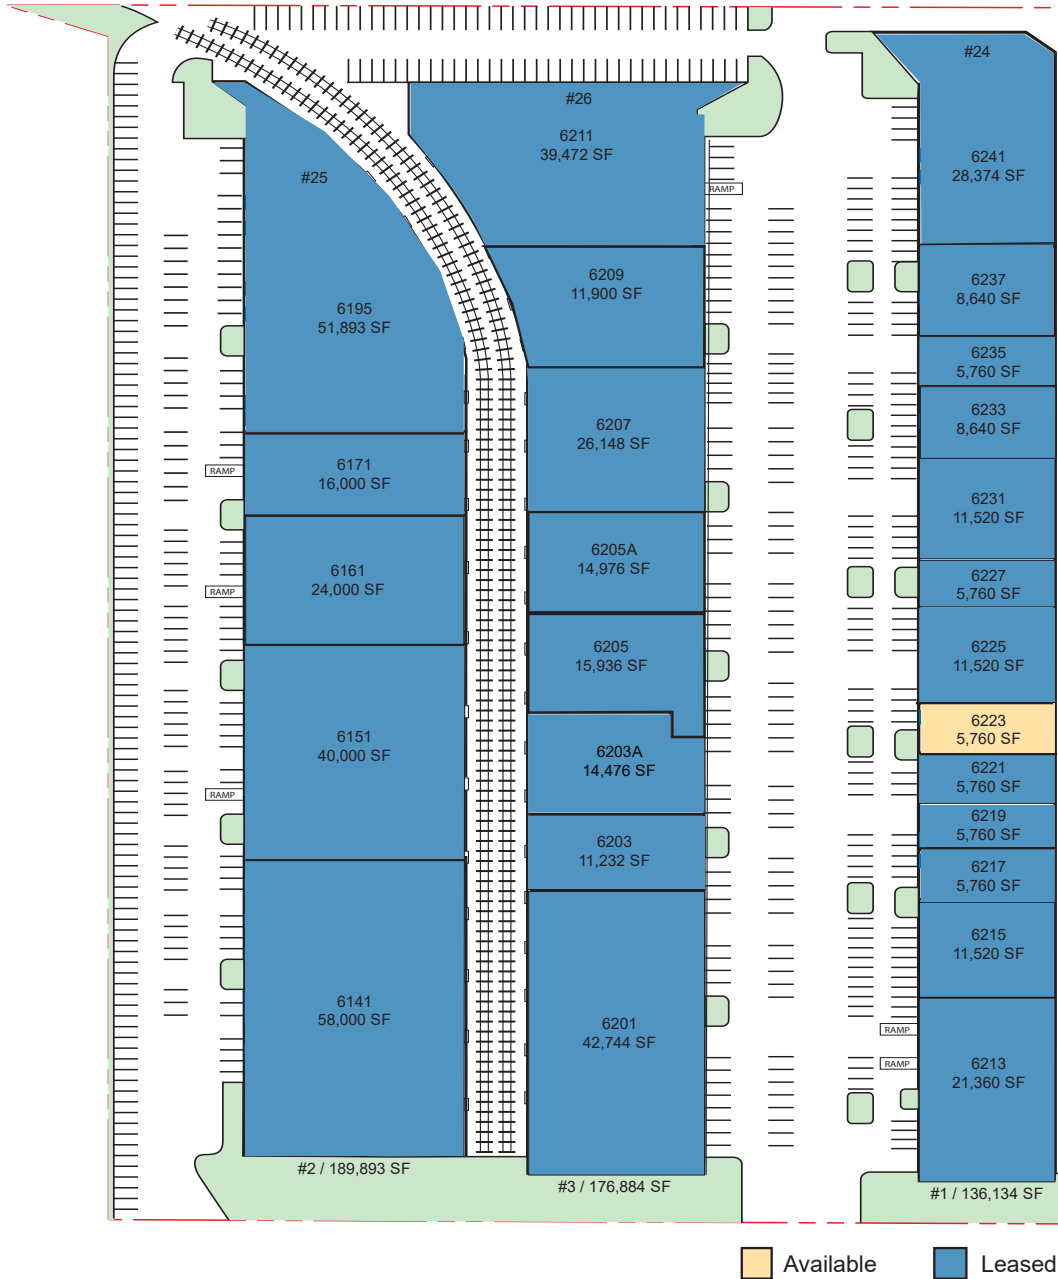 #25
6195
51,893 SF
RAMP
6171
16,000 SF
RAMP
6161
24,000 SF
6151
40,000 SF
RAMP
6141
58,000 SF
#2 / 189,893 SF
#26
6211
39,472 SF
RAMP
6209
11,900 SF
6207
26,148 SF
6205A
14,976 SF
6205
15,936 SF
6203A
14,476 SF
6203
11,232 SF
6201
42,744 SF
#3 / 176,884 SF
#24
6241
28,374 SF
6237
8,640 SF
6235
5,760 SF
6233
8,640 SF
6231
11,520 SF
6227
5,760 SF
6225
11,520 SF
6223
5,760 SF
6221
5,760 SF
6219
5,760 SF
6217
5,760 SF
6215
11,520 SF
RAMP
RAMP
6213
21,360 SF
#1 / 136,134 SF
Available
Leased